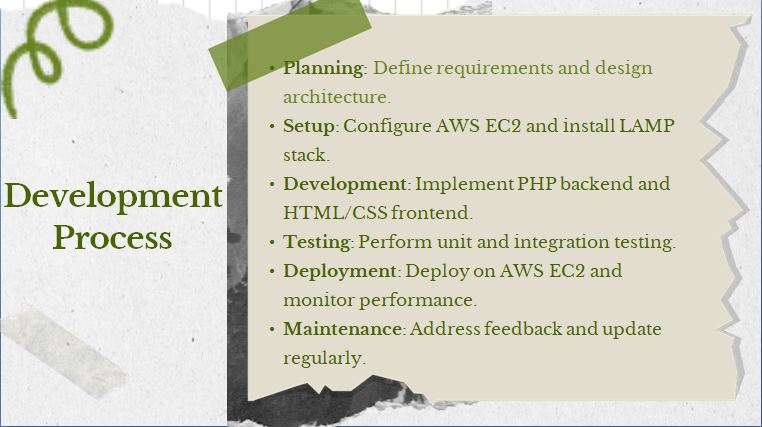 Development
Process
• Planning: Define requirements and design
architecture.
• Setup: Configure AWS EC2 and install LAMP
stack.
• Development: Implement PHP backend and
HTML/CSS frontend.
• Testing: Perform unit and integration testing.
• Deployment: Deploy on AWS EC2 and
monitor performance.
• Maintenance: Address feedback and update
regularly.